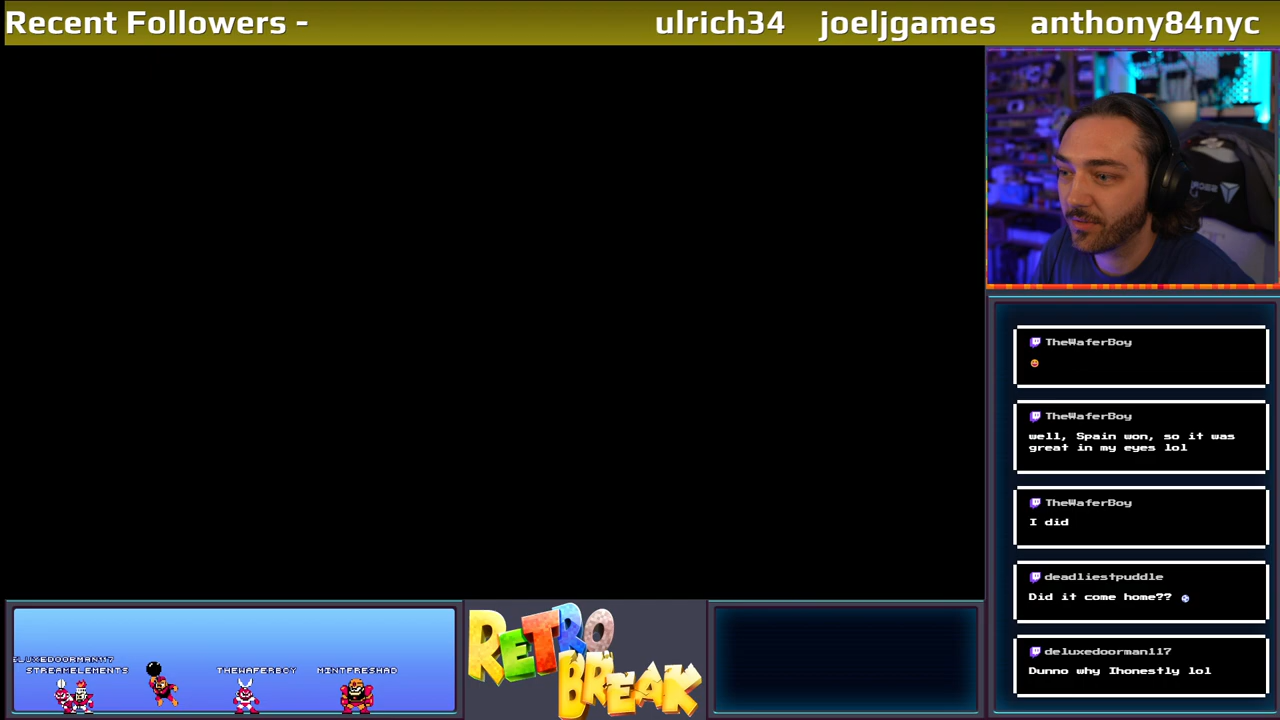 Recent Followers - ulrich34 joeljgames anthony84nyc
TheWaferBoy
TheWaferBoy
well, Spain won, so it was
great in my eyes lol
TheWaferBoy
I did
deadliestpuddle
Did it come home??
deluxedoorman117
Dunno why Ihonestly lol
ELUXEDOORMAN117
STREAMELEMENTS
THEWAFERBOY
MINTFRESHAD
RETRO
BREAK